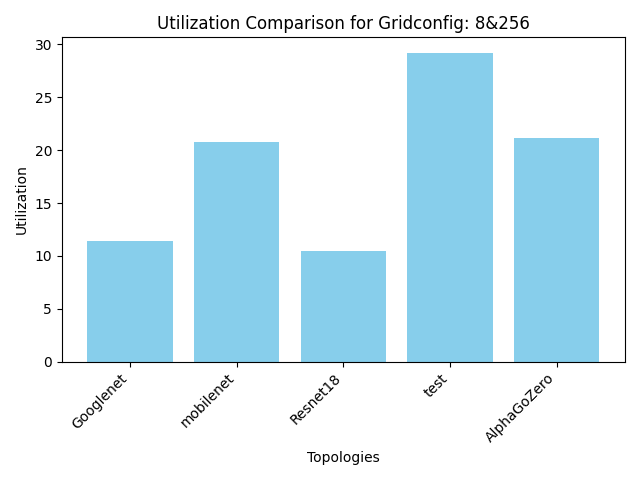 Utilization Comparison for Gridconfig: 8&256
30
25
20
15
10
5
0
Utilization
Googlenet
mobilenet
Resnet18
test
AlphaGoZero
Topologies